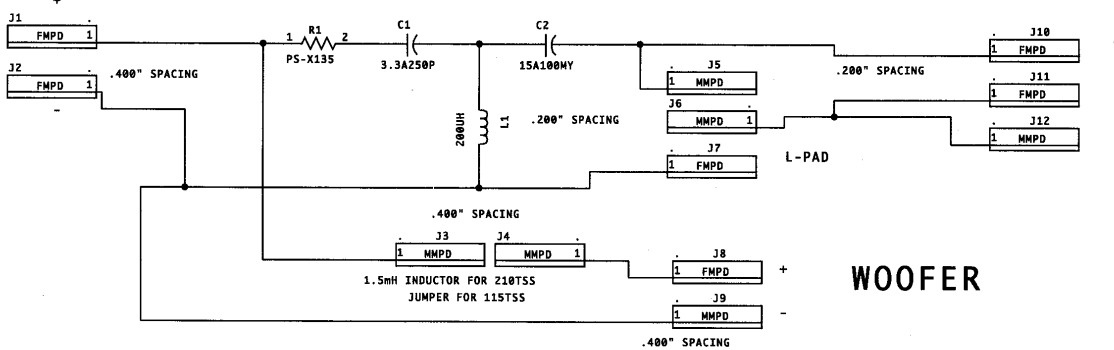 +
J1
FMPD 1
J2
FMPD 1
-
.400" SPACING
1 R1 2
PS-X135
C1
3.3A250P
C2
15A100MY
200UH
L1
.200" SPACING
J5
1 MMPD
J6
MMPD 1
J7
1 FMPD
L-PAD
.200" SPACING
J10
1 FMPD
J11
1 FMPD
J12
1 MMPD
.400" SPACING
J3
1 MMPD
J4
MMPD 1
1.5mH INDUCTOR FOR 210TSS
JUMPER FOR 115TSS
J8
1 FMPD
+
J9
1 MMPD
-
.400" SPACING
WOOFER